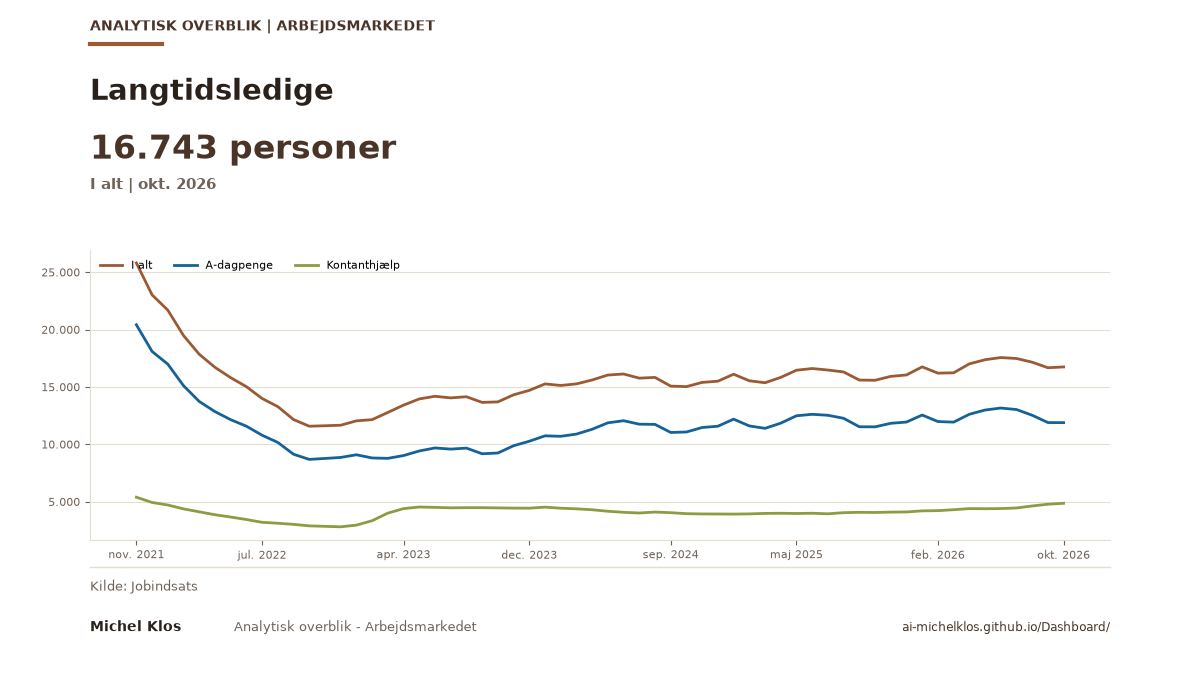 ANALYTISK OVERBLIK | ARBEJDSMARKEDET
Langtidsledige
16.743 personer
I alt | okt. 2026
I alt A-dagpenge Kontanthjælp
25.000
20.000
15.000
10.000
5.000
nov. 2021 jul. 2022 apr. 2023 dec. 2023 sep. 2024 maj 2025 feb. 2026 okt. 2026
Kilde: Jobindsats
Michel Klos Analytisk overblik - Arbejdsmarkedet ai-michelklos.github.io/Dashboard/